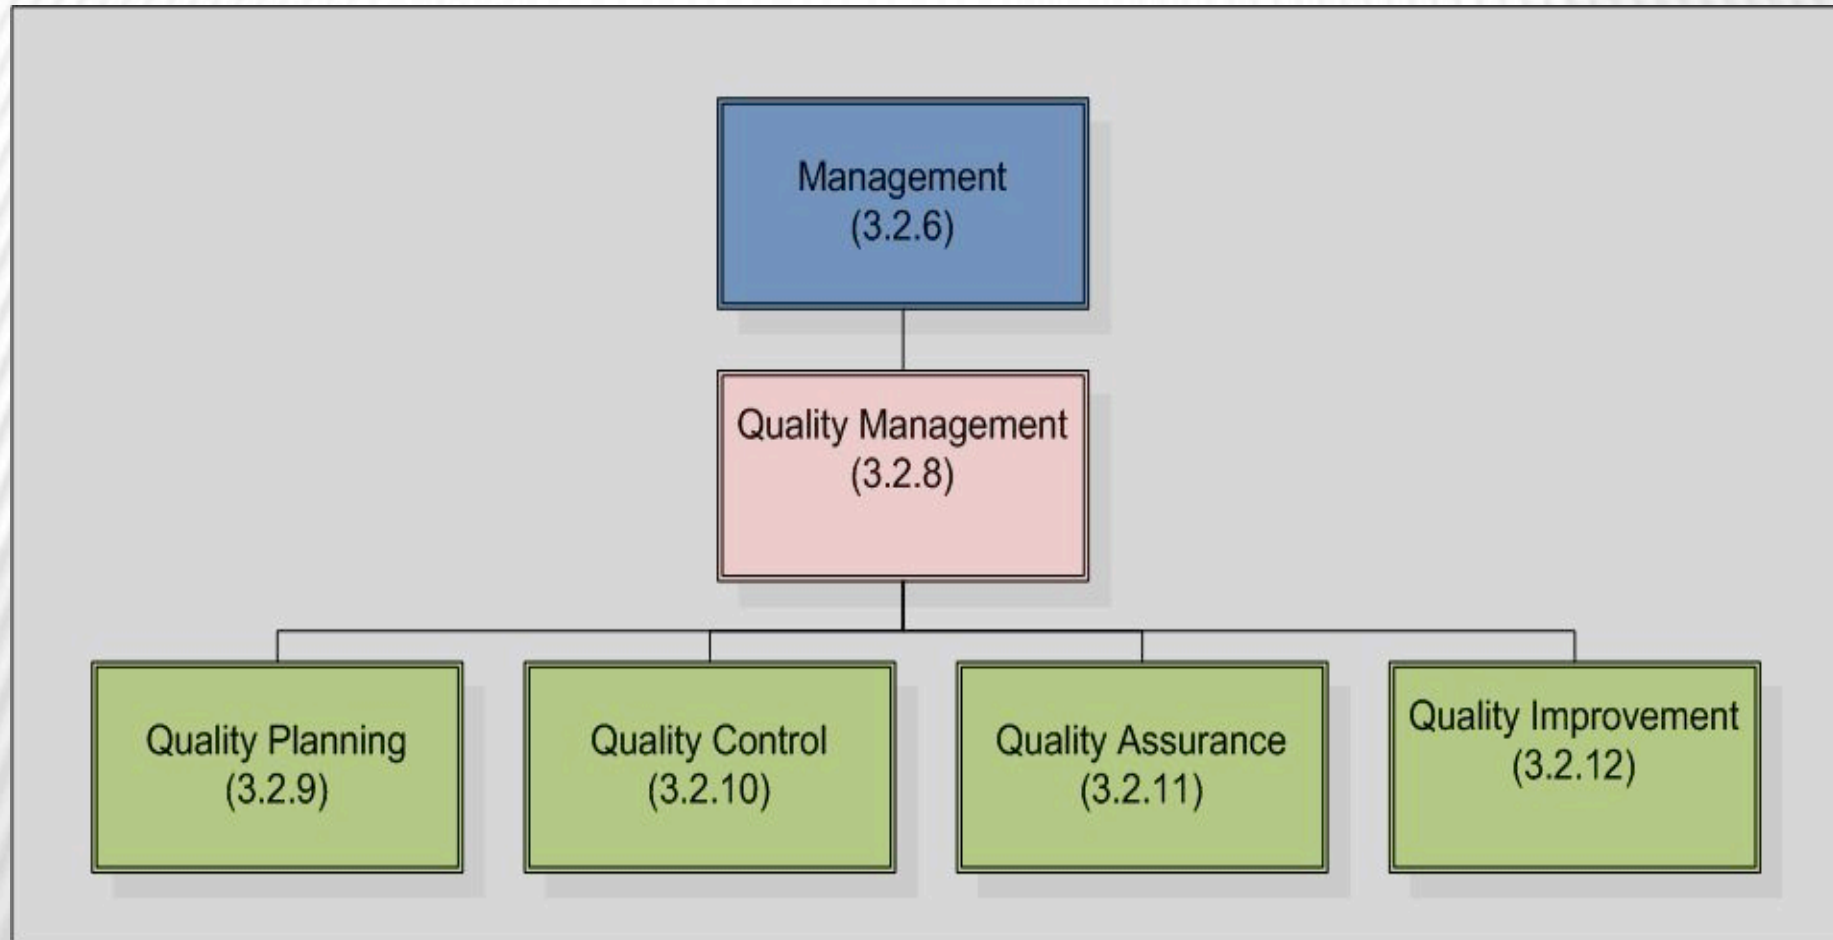 Management
(3.2.6)
Quality Management
(3.2.8)
Quality Planning
(3.2.9)
Quality Control
(3.2.10)
Quality Assurance
(3.2.11)
Quality Improvement
(3.2.12)